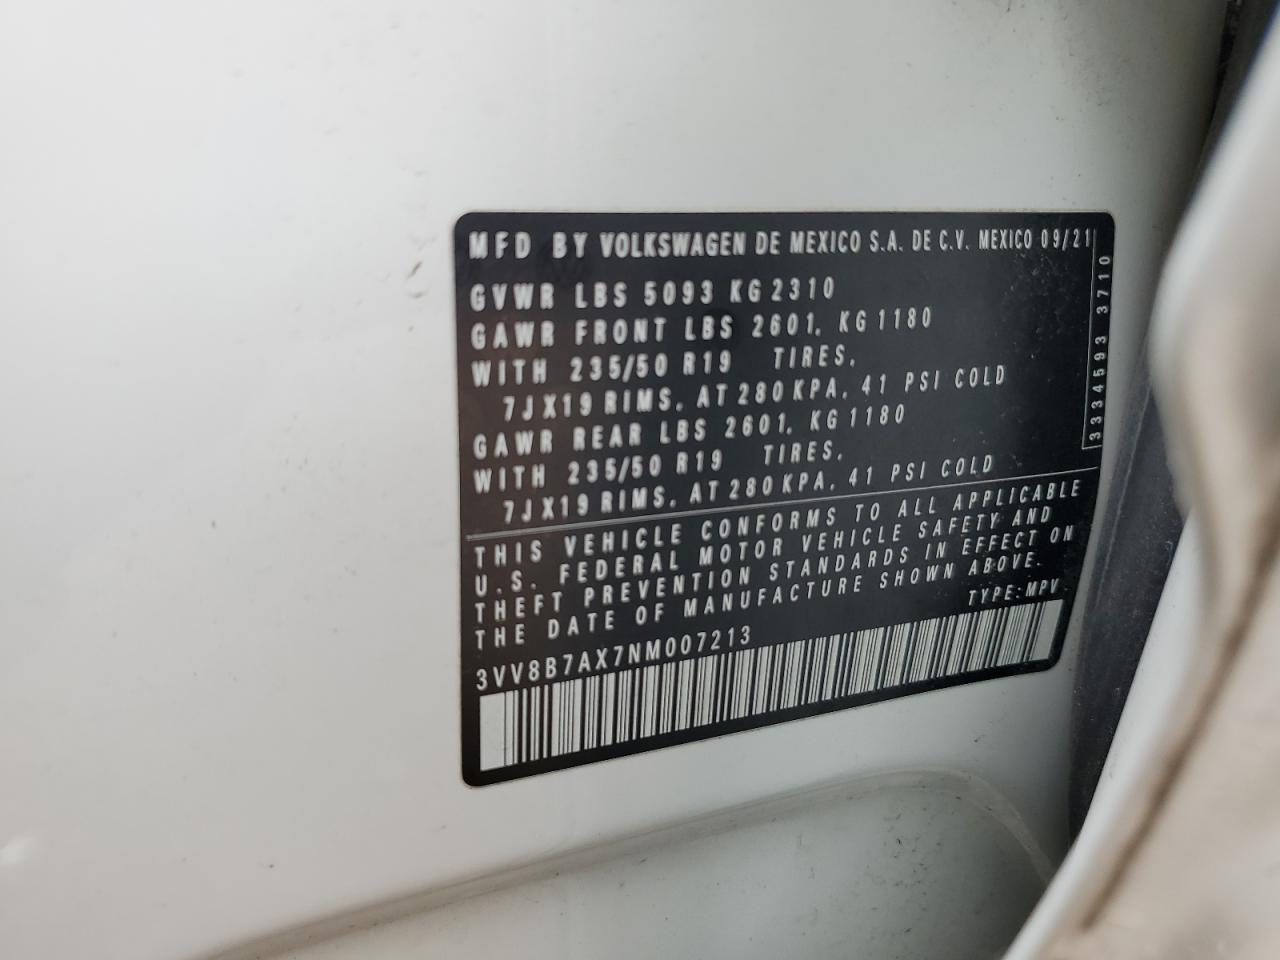 MFD BY VOLKSWAGEN DE MEXICO S.A. DE C.V. MEXICO 09/21
GVWR LBS 5093 KG 2310
GAWR FRONT LBS 2601, KG 1180
WITH 235/50 R19 TIRES,
7JX19 RIMS, AT 280 KPA, 41 PSI COLD
GAWR REAR LBS 2601, KG 1180
WITH 235/50 R19 TIRES,
7JX19 RIMS, AT 280 KPA, 41 PSI COLD
3334593 3710
THIS VEHICLE CONFORMS TO ALL APPLICABLE
U.S. FEDERAL MOTOR VEHICLE SAFETY AND
THEFT PREVENTION STANDARDS IN EFFECT ON
THE DATE OF MANUFACTURE SHOWN ABOVE.
TYPE: MPV
3VV8B7AX7NM007213